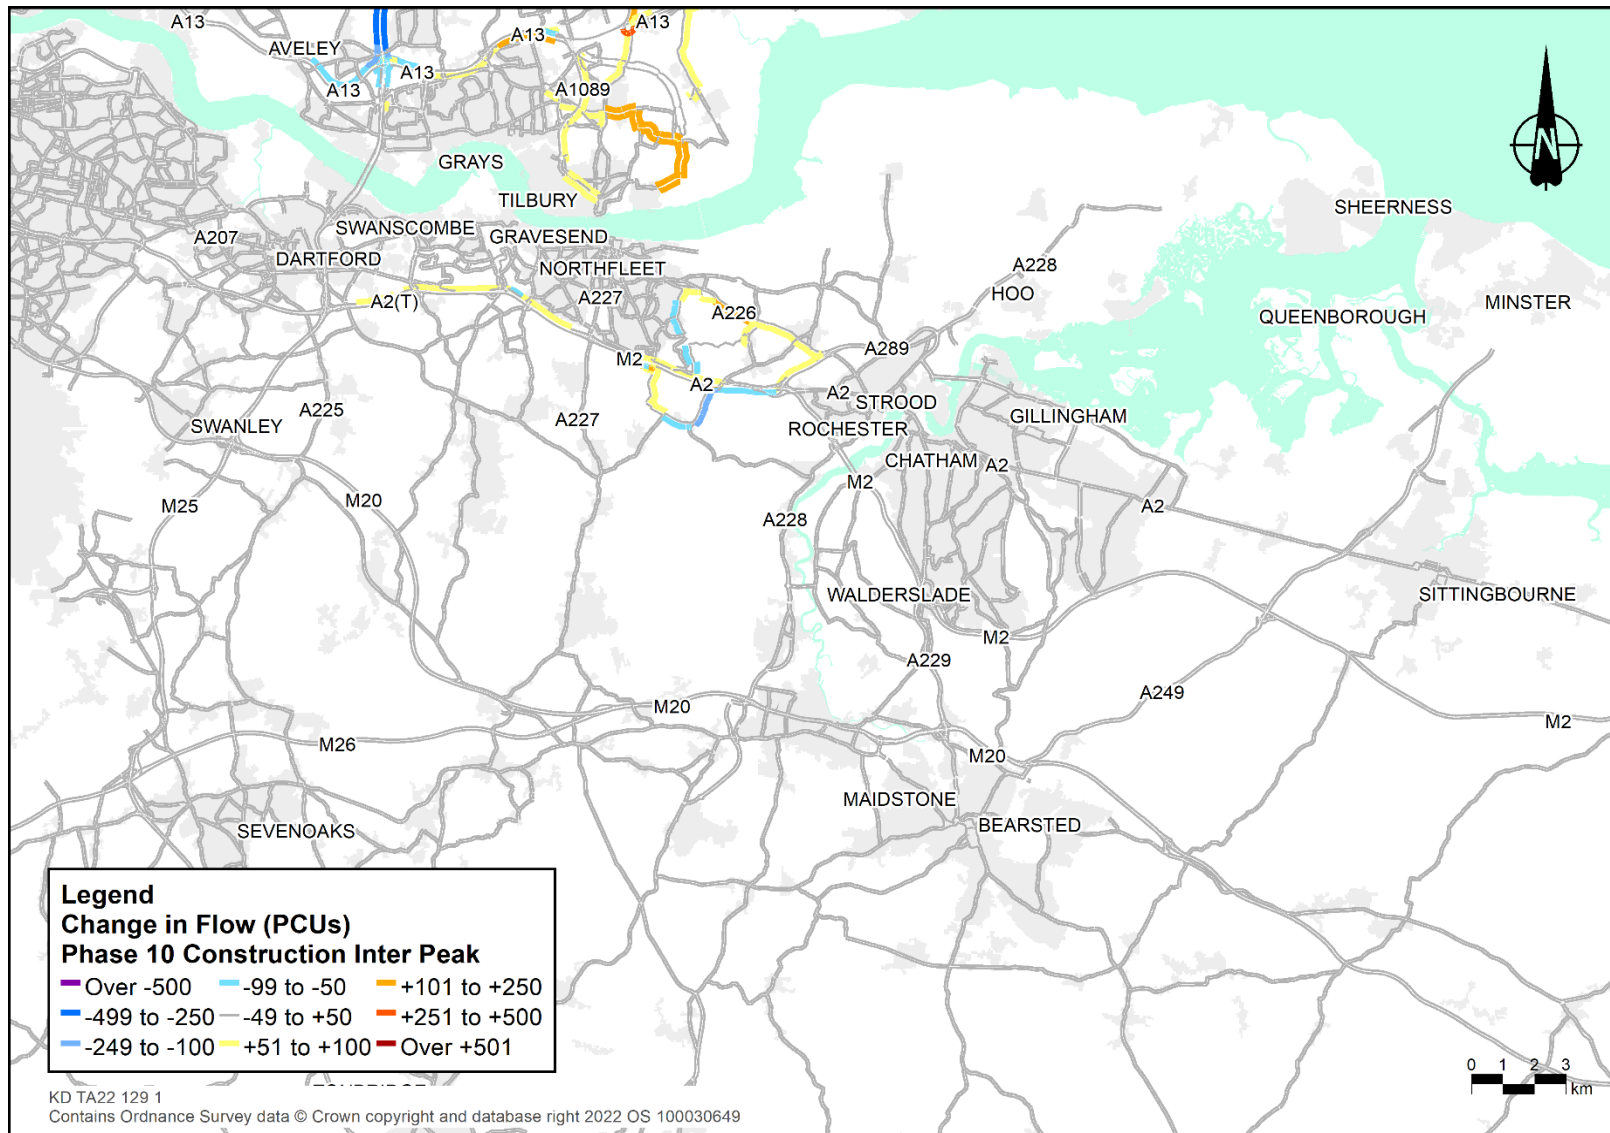 A13
A13
A13
AVELEY
A13
A13
A1089
GRAYS
TILBURY
SHEERNESS
SWANSCOMBE
A207
GRAVESEND
DARTFORD
NORTHFLEET
A228
HOO
MINSTER
A2(T)
A227
A226
QUEENBOROUGH
M2
A289
A2
A2
STROOD
A225
GILLINGHAM
SWANLEY
A227
ROCHESTER
CHATHAM
A2
M2
M20
M25
A2
A228
WALDERSLADE
SITTINGBOURNE
M2
A229
A249
M20
M2
M26
M20
MAIDSTONE
BEARSTED
SEVENOAKS
Legend
Change in Flow (PCUs)
Phase 10 Construction Inter Peak
Over -500
-99 to -50
+101 to +250
-499 to -250
-49 to +50
+251 to +500
-249 to -100
+51 to +100
Over +501
0 1 2 3
km
N
KD TA22 129 1
Contains Ordnance Survey data © Crown copyright and database right 2022 OS 100030649